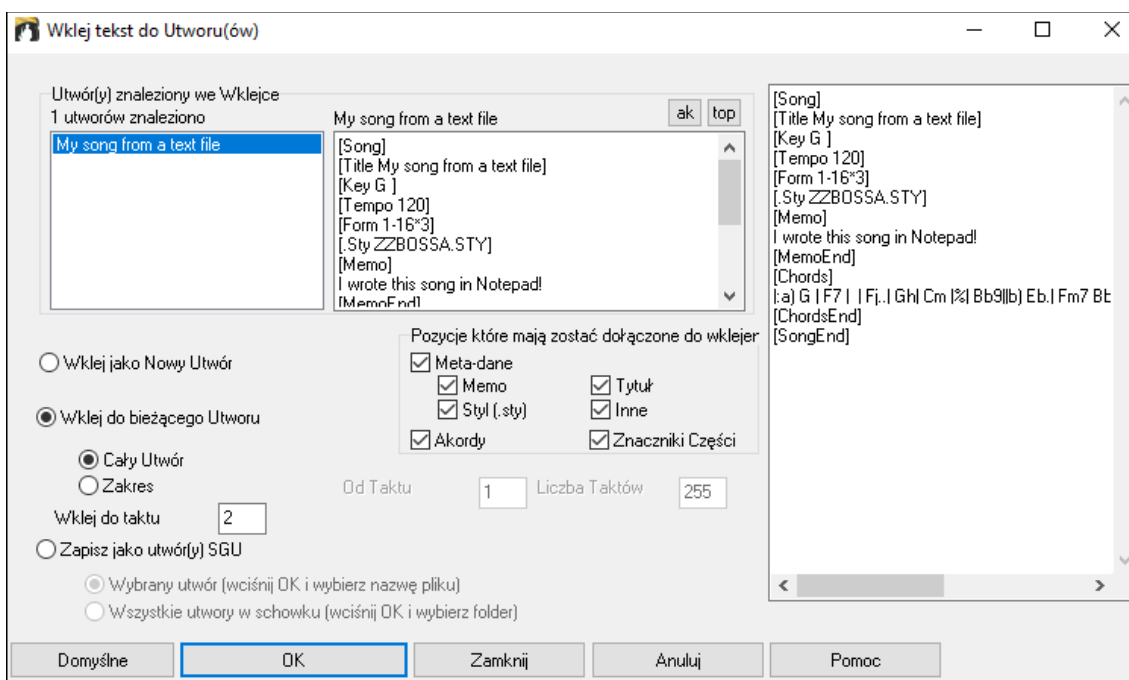 Wklej tekst do Utworu(ów)
Utwór(y) znaleziony we Wklejce
1 utworów znaleziono
My song from a text file
My song from a text file
ak
top
[Song]
[Title My song from a text file]
[Key G ]
[Tempo 120]
[Form 1-16*3]
[.Sty ZZBOSSA.STY]
[Memo]
I wrote this song in Notepad!
[MemoEnd]
[Song]
[Title My song from a text file]
[Key G ]
[Tempo 120]
[Form 1-16*3]
[.Sty ZZBOSSA.STY]
[Memo]
I wrote this song in Notepad!
[MemoEnd]
[Chords]
|:a) G | F7 | | Fj..| Gh| Cm |%| Bb9||b) Eb.| Fm7 Bb
[ChordsEnd]
[SongEnd]
Pozycje które mają zostać dołączone do wklejer
Meta-dane
Memo
Tytuł
Styl (.sty)
Inne
Akordy
Znaczniki Części
Wklej jako Nowy Utwór
Wklej do bieżącego Utworu
Cały Utwór
Zakres
Od Taktu
1
Liczba Taktów
255
Wklej do taktu
2
Zapisz jako utwór(y) SGU
Wybrany utwór (wciśnij OK i wybierz nazwę pliku)
Wszystkie utwory w schowku (wciśnij OK i wybierz folder)
Domyślne
OK
Zamknij
Anuluj
Pomoc